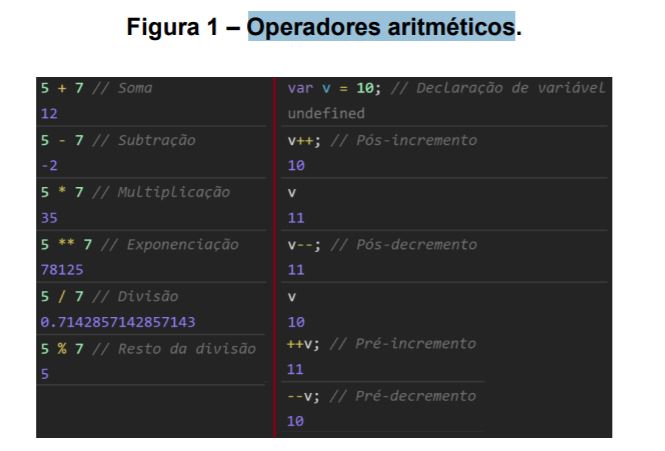 Figura 1 – Operadores aritméticos.
5 + 7 // Soma
12
5 - 7 // Subtração
-2
5 * 7 // Multiplicação
35
5 ** 7 // Exponenciação
78125
5 / 7 // Divisão
0.7142857142857143
5 % 7 // Resto da divisão
5
var v = 10; // Declaração de variável
undefined
v++; // Pós-incremento
10
v
11
v--; // Pós-decremento
11
v
10
++v; // Pré-incremento
11
--v; // Pré-decremento
10